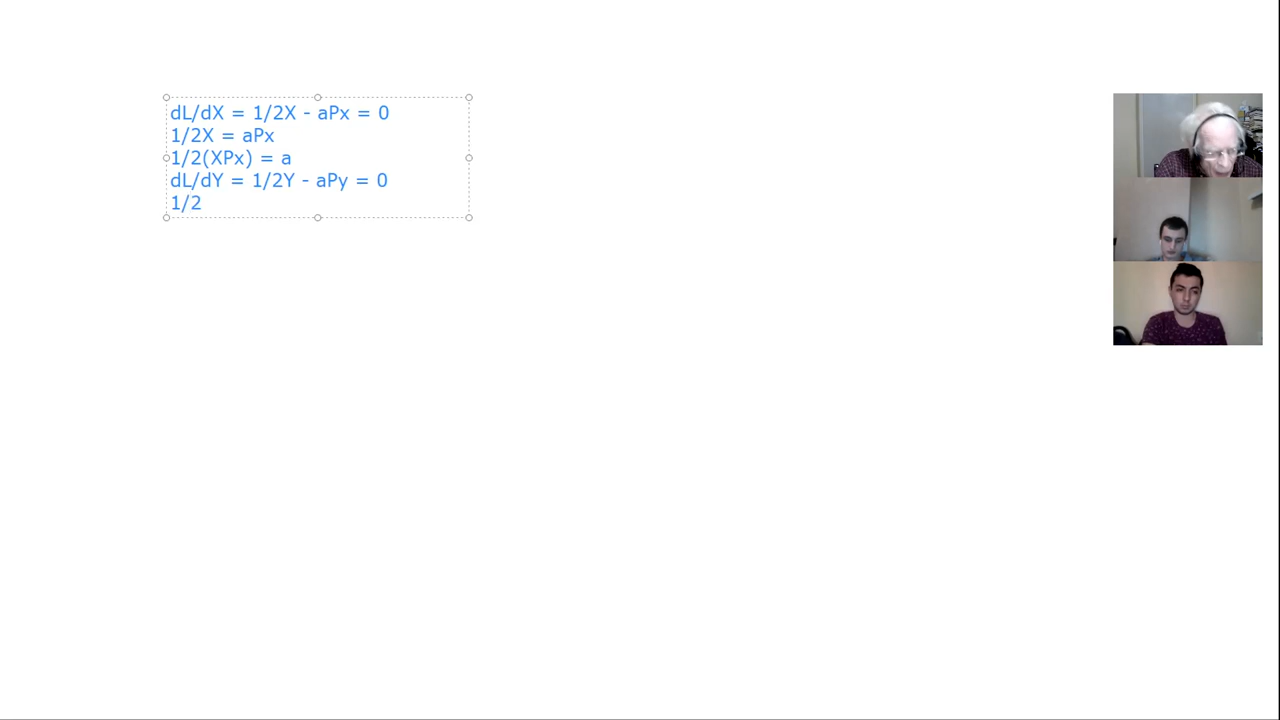 dL/dX = 1/2X - aPx = 0
1/2X = aPx
1/2(XPx) = a
dL/dY = 1/2Y - aPy = 0
1/2